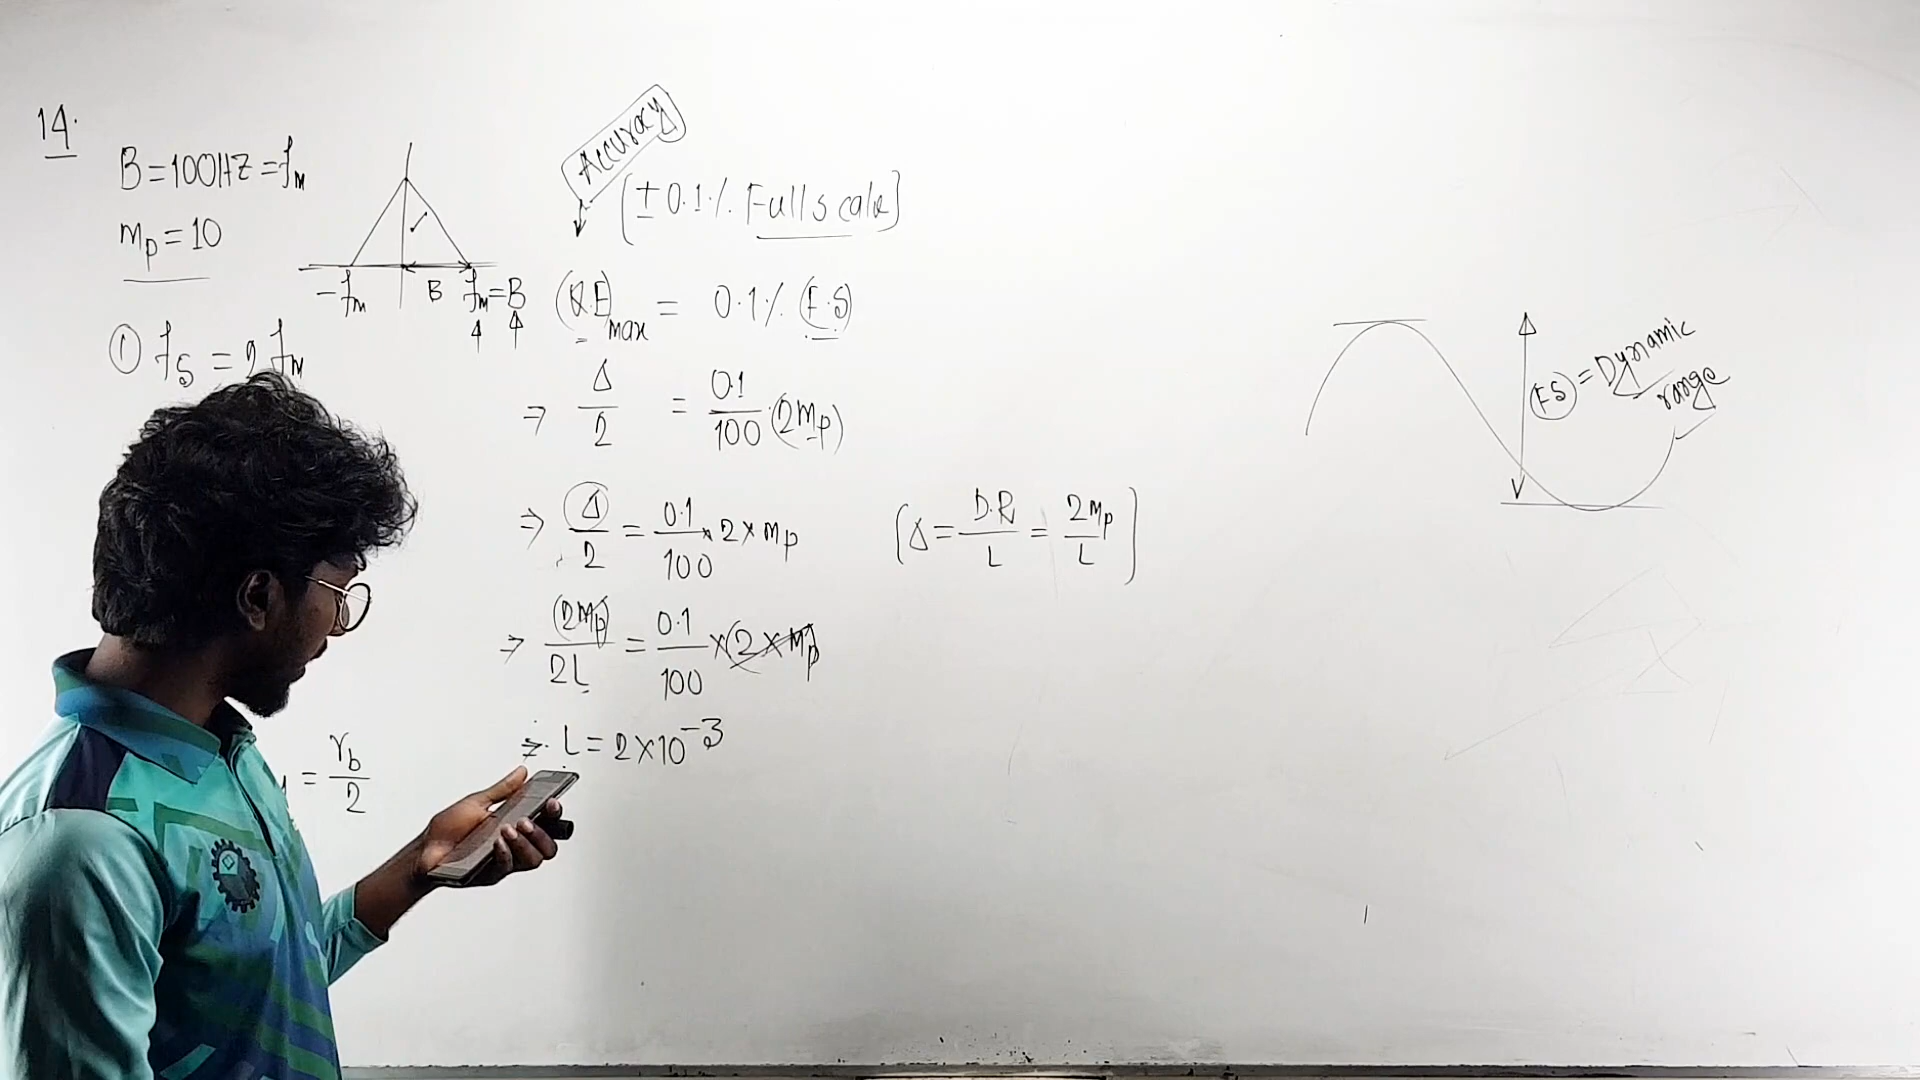 14.
B=100HZ=fm
mp=10
-fm B fm=B
① fs = 2 fm
= rb/2
Accuracy
[±0.1% Full scale]
(Q.E)max = 0.1% (F.S)
⇒ Δ/2 = 0.1/100 (2mp)
⇒ Δ/2 = 0.1/100 × 2 × mp [Δ = D.R/L = 2mp/L]
⇒ (2mp)/2L = 0.1/100 × (2 × mp)
⇒ L = 2×10^-3
(FS) = Dynamic
range